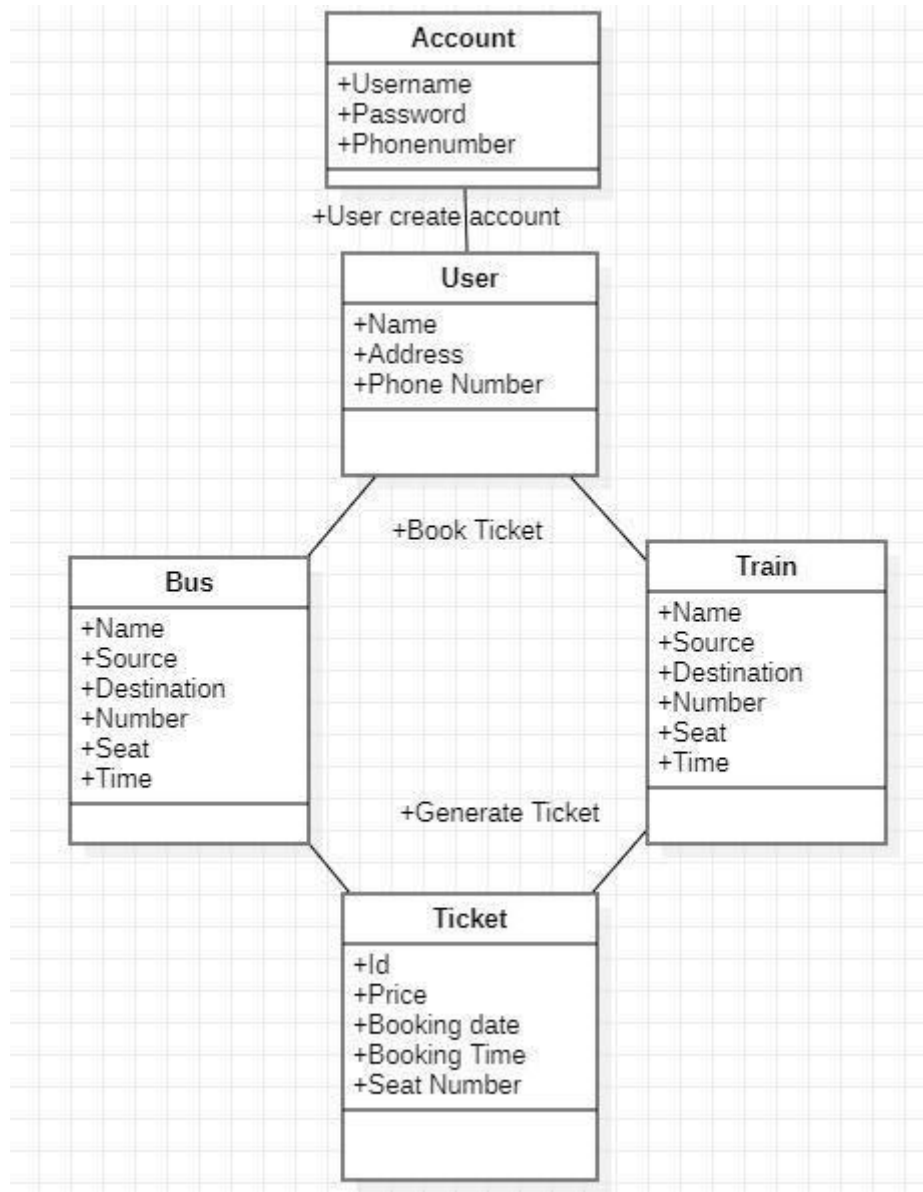 Account
+Username
+Password
+Phonenumber
+User create account
User
+Name
+Address
+Phone Number
+Book Ticket
Bus
+Name
+Source
+Destination
+Number
+Seat
+Time
Train
+Name
+Source
+Destination
+Number
+Seat
+Time
+Generate Ticket
Ticket
+Id
+Price
+Booking date
+Booking Time
+Seat Number